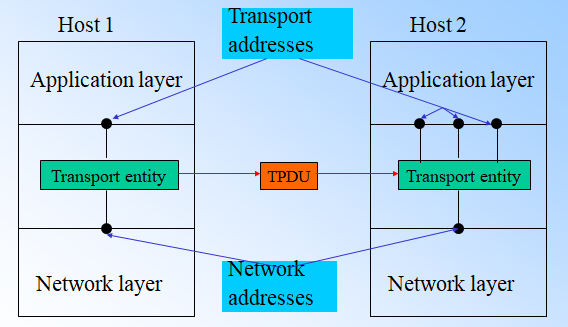 Host 1
Transport
addresses
Host 2
Application layer
Application layer
Transport entity
TPDU
Transport entity
Network
addresses
Network layer
Network layer